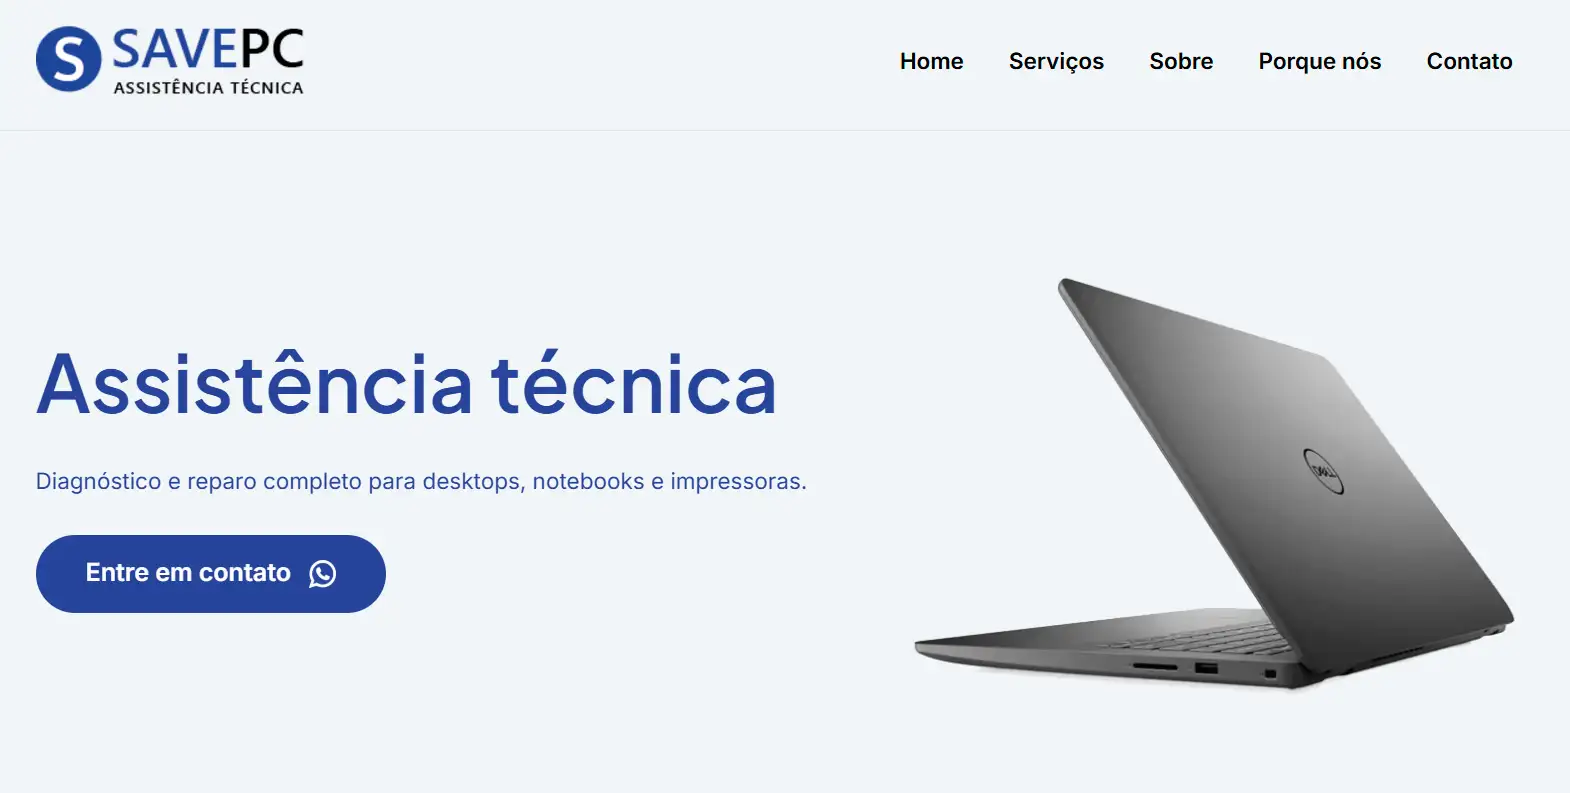 SAVEPC
ASSISTÊNCIA TÉCNICA
Home Serviços Sobre Porque nós Contato
Assistência técnica
Diagnóstico e reparo completo para desktops, notebooks e impressoras.
Entre em contato
DELL